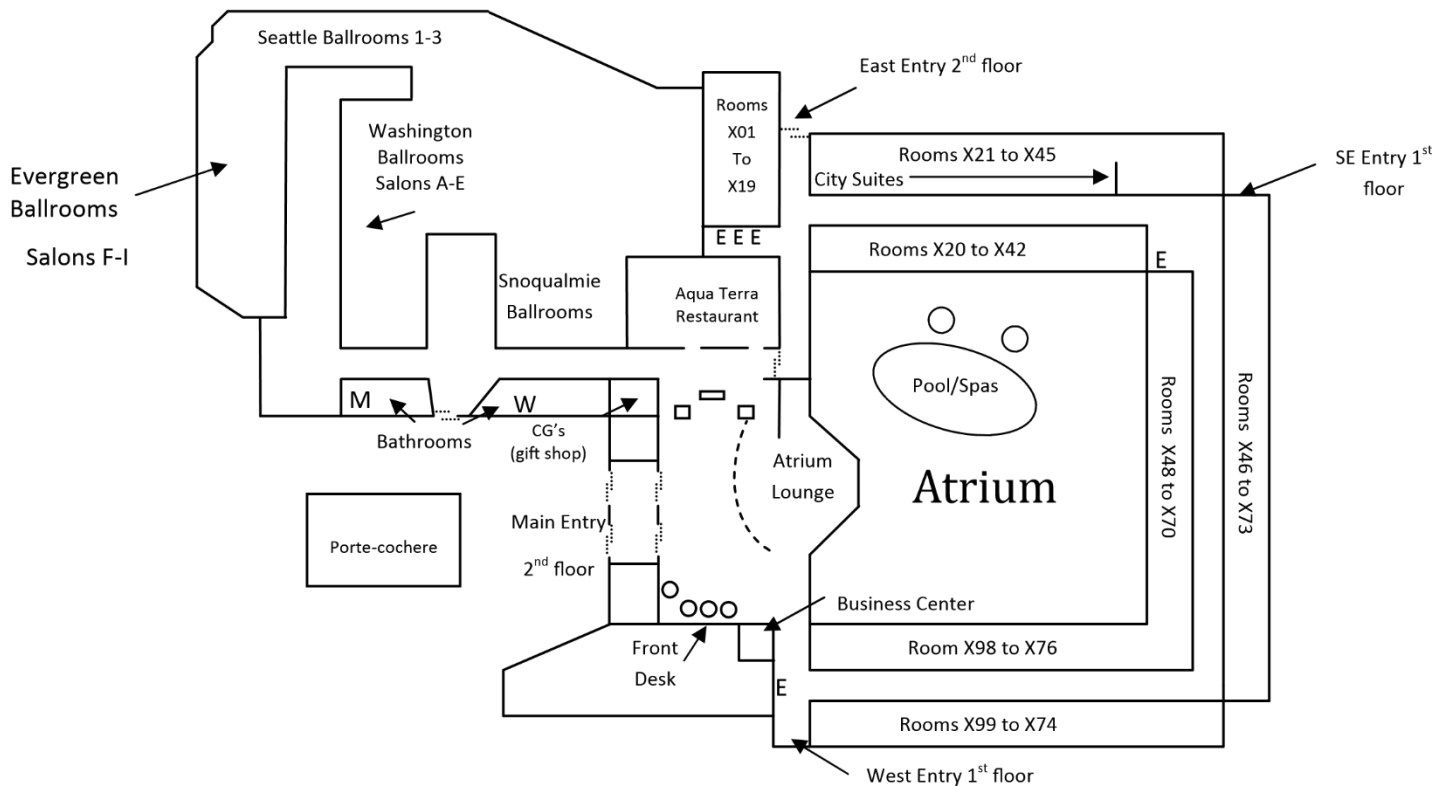 Seattle Ballrooms 1-3
East Entry 2nd floor
Rooms
X01
To
X19
Washington
Ballrooms
Salons A-E
Rooms X21 to X45
SE Entry 1st
floor
City Suites
Evergreen
Ballrooms
Salons F-I
E E E
Rooms X20 to X42
E
Snoqualmie
Ballrooms
Aqua Terra
Restaurant
Pool/Spas
Rooms X48 to X70
Rooms X46 to X73
M
W
Bathrooms
CG's
(gift shop)
Atrium
Lounge
Atrium
Main Entry
2nd floor
Porte-cochere
Business Center
Front
Desk
Room X98 to X76
E
Rooms X99 to X74
West Entry 1st floor